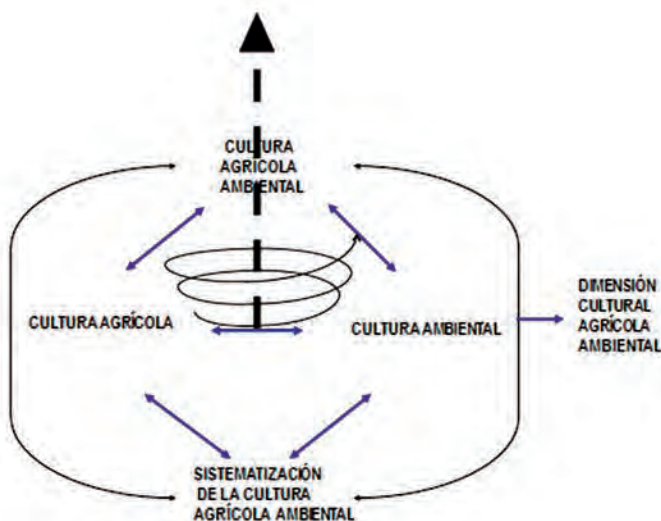 CULTURA
AGRÍCOLA
AMBIENTAL
CULTURA AGRÍCOLA
CULTURA AMBIENTAL
DIMENSIÓN
CULTURAL
AGRÍCOLA
AMBIENTAL
SISTEMATIZACIÓN
DE LA CULTURA
AGRÍCOLA AMBIENTAL